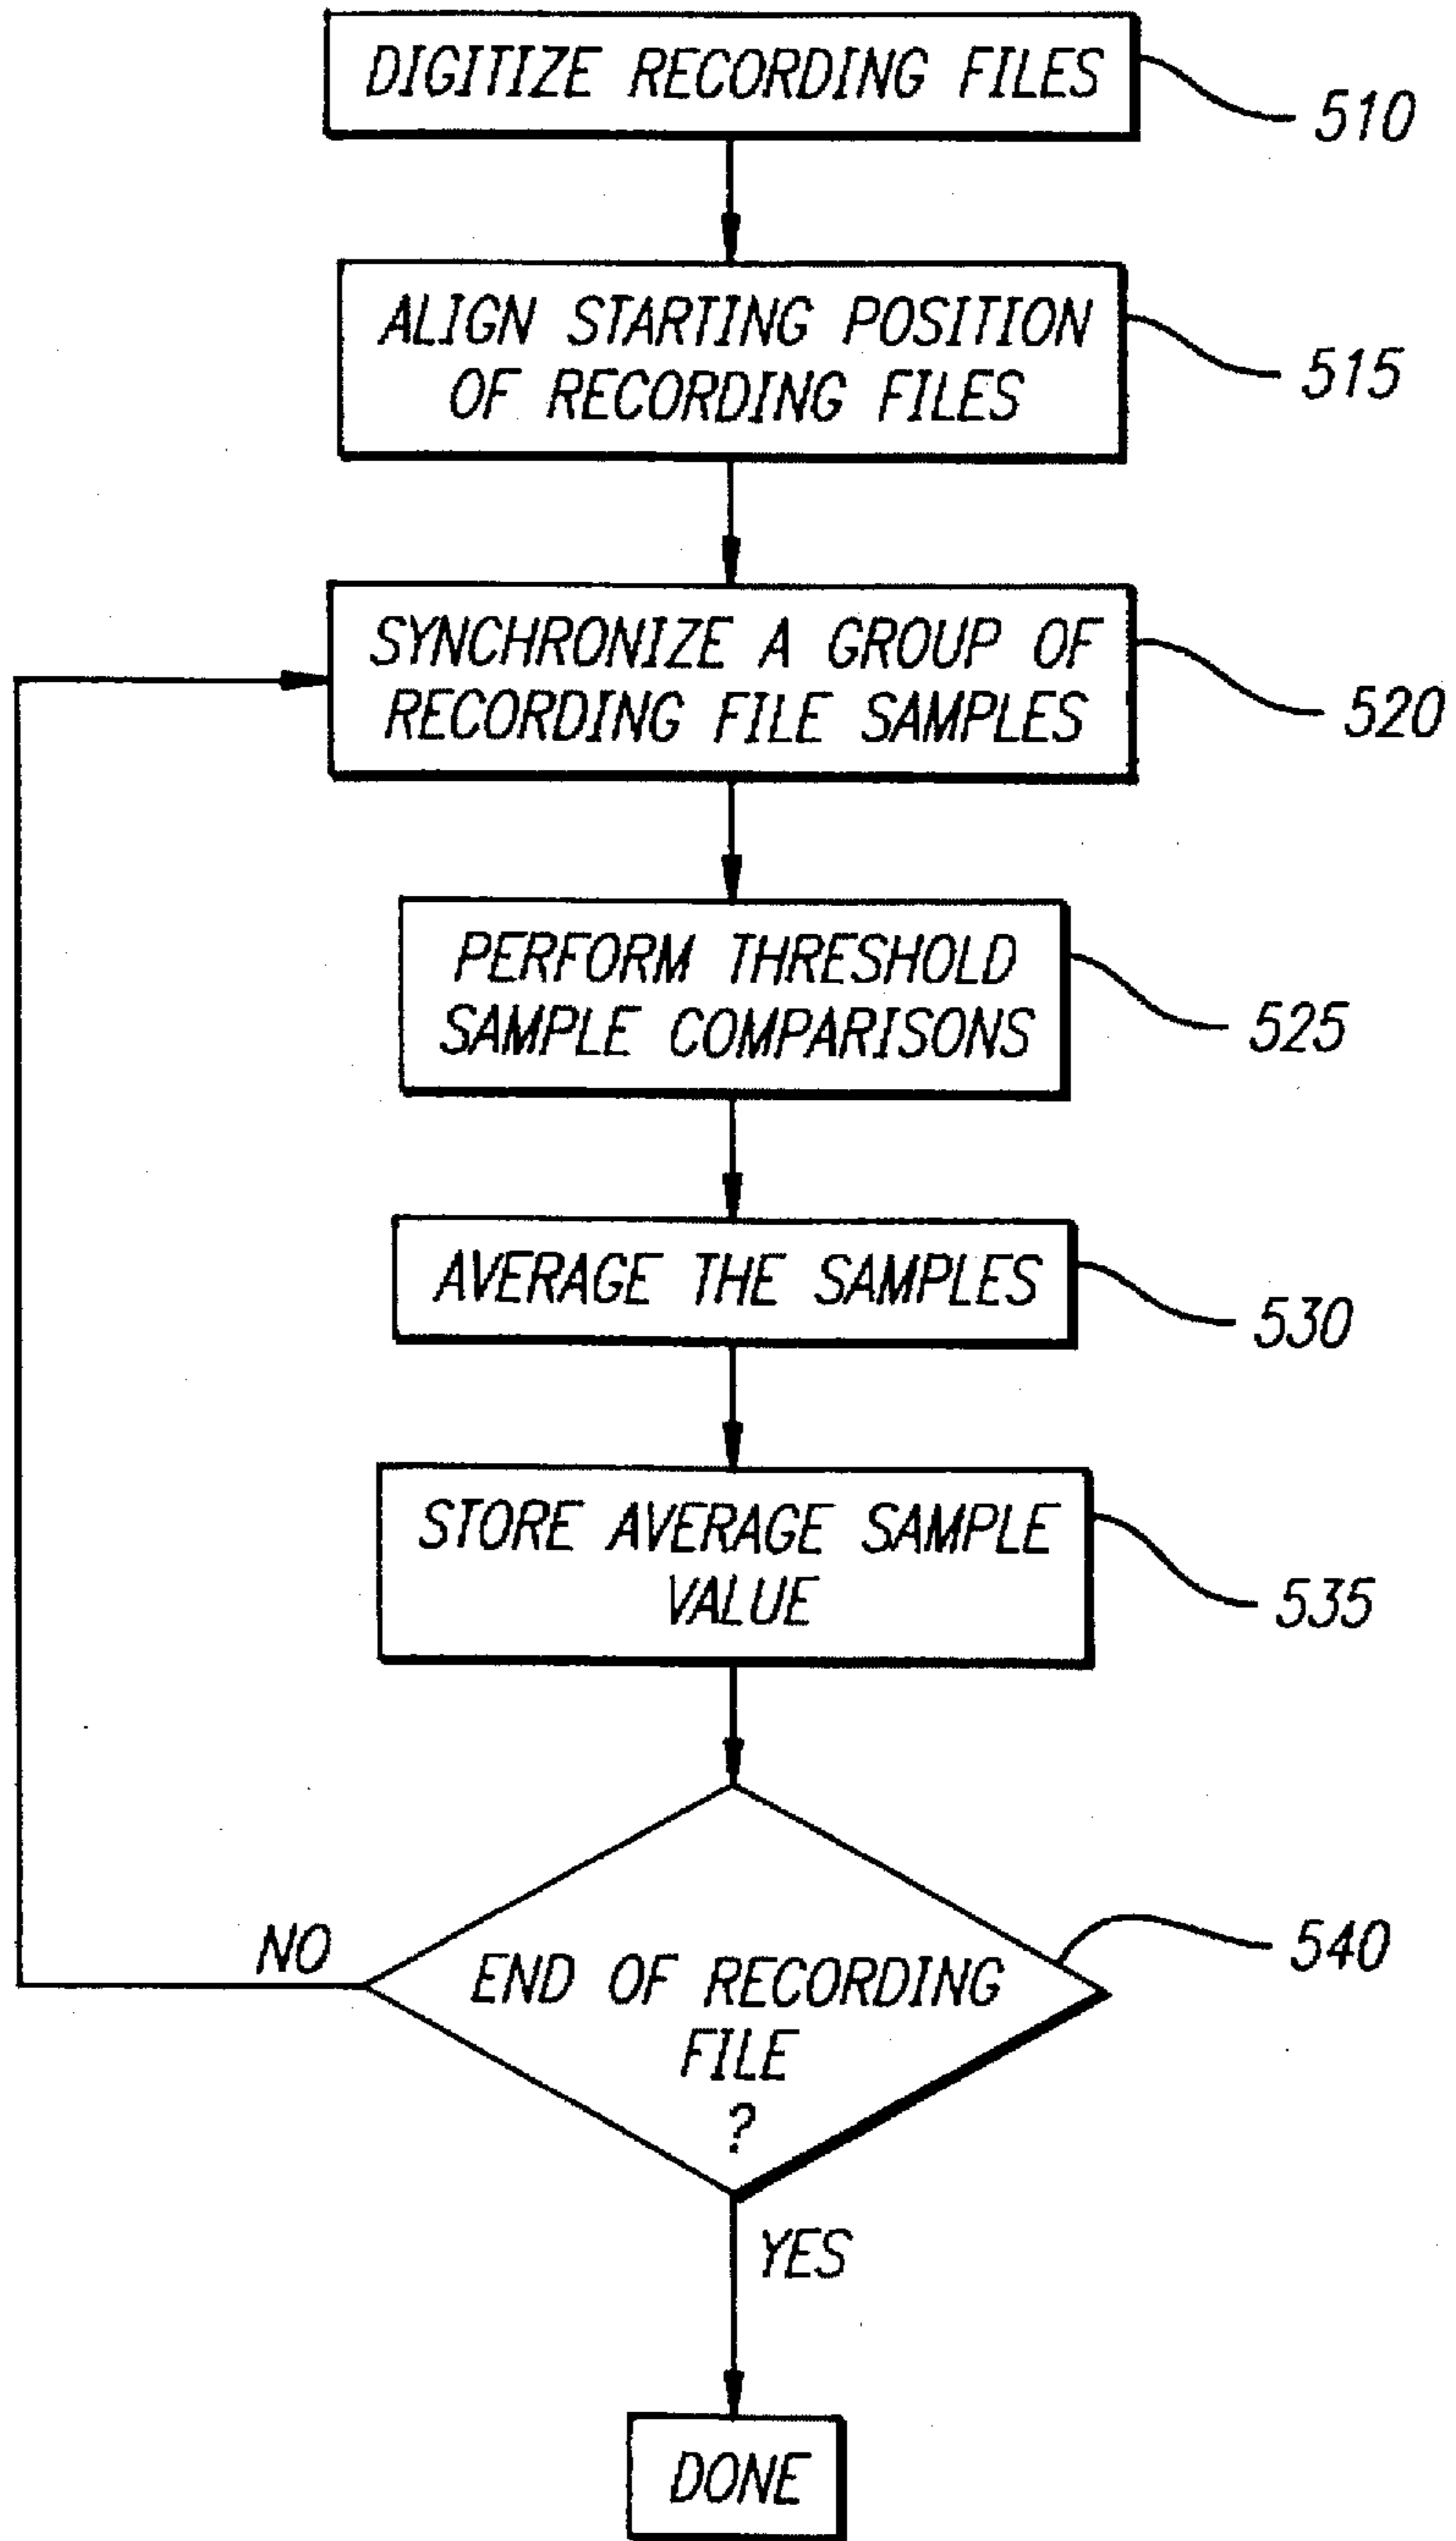 DIGITIZE RECORDING FILES
510
ALIGN STARTING POSITION
OF RECORDING FILES
515
SYNCHRONIZE A GROUP OF
RECORDING FILE SAMPLES
520
PERFORM THRESHOLD
SAMPLE COMPARISONS
525
AVERAGE THE SAMPLES
530
STORE AVERAGE SAMPLE
VALUE
535
NO
END OF RECORDING
FILE
?
540
YES
DONE